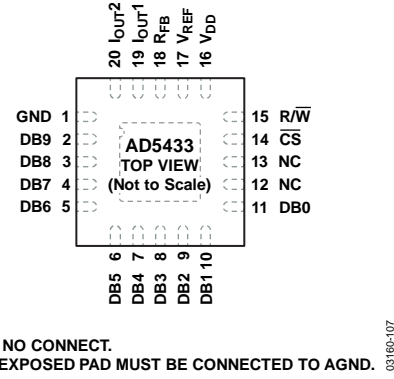 20 IOUT2
19 IOUT1
18 RFB
17 VREF
16 VDD
GND 1
DB9 2
DB8 3
DB7 4
DB6 5
AD5433
TOP VIEW
(Not to Scale)
15 R/W̅
14 C̅S̅
13 NC
12 NC
11 DB0
DB5 6
DB4 7
DB3 8
DB2 9
DB1 10
NO CONNECT.
EXPOSED PAD MUST BE CONNECTED TO AGND.
03160-107